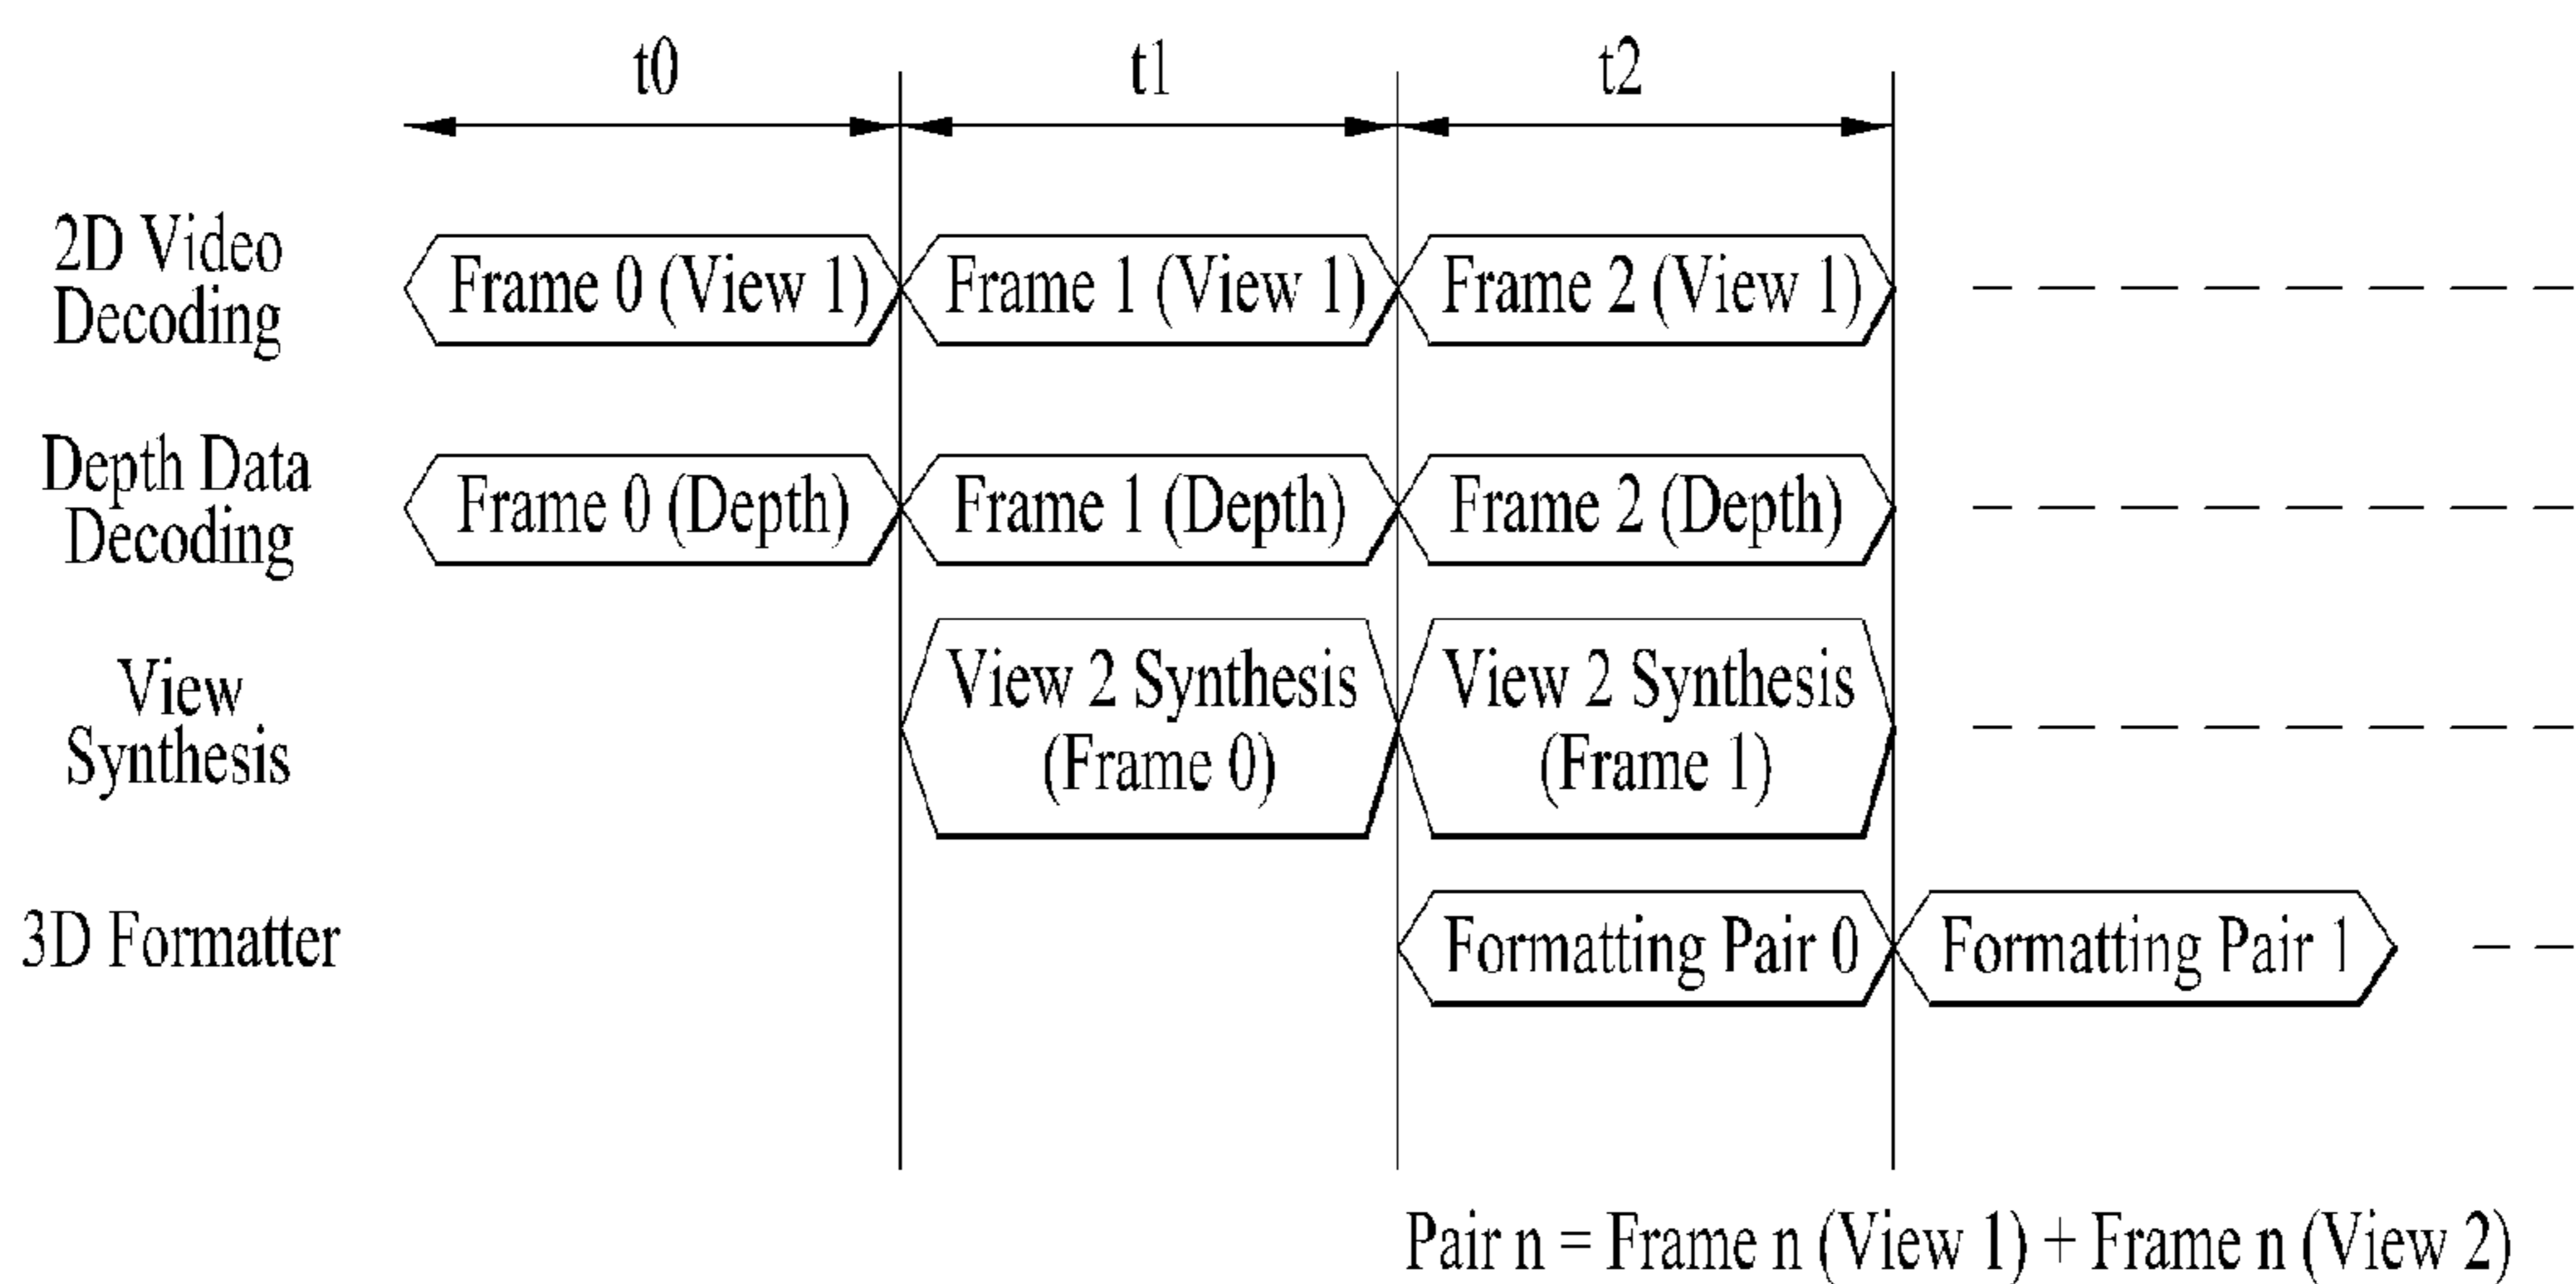 t0 t1 t2
2D Video
Decoding
Frame 0 (View 1) Frame 1 (View 1) Frame 2 (View 1)
Depth Data
Decoding
Frame 0 (Depth) Frame 1 (Depth) Frame 2 (Depth)
View
Synthesis
View 2 Synthesis
(Frame 0)
View 2 Synthesis
(Frame 1)
3D Formatter Formatting Pair 0 Formatting Pair 1
Pair n = Frame n (View 1) + Frame n (View 2)